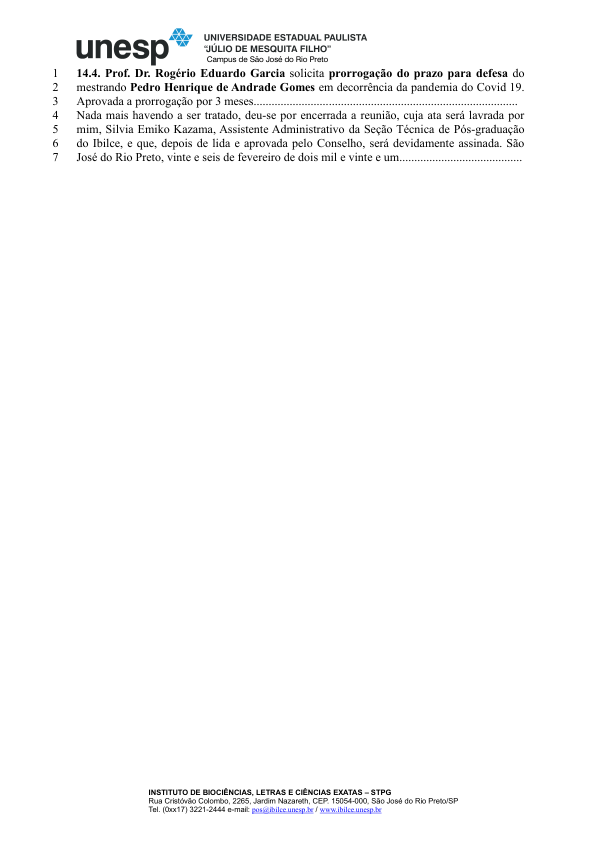 unesp
UNIVERSIDADE ESTADUAL PAULISTA
“JÚLIO DE MESQUITA FILHO”
Campus de São José do Rio Preto
1 14.4. Prof. Dr. Rogério Eduardo Garcia solicita prorrogação do prazo para defesa do
2 mestrando Pedro Henrique de Andrade Gomes em decorrência da pandemia do Covid 19.
3 Aprovada a prorrogação por 3 meses........................................................................................
4 Nada mais havendo a ser tratado, deu-se por encerrada a reunião, cuja ata será lavrada por
5 mim, Silvia Emiko Kazama, Assistente Administrativo da Seção Técnica de Pós-graduação
6 do Ibilce, e que, depois de lida e aprovada pelo Conselho, será devidamente assinada. São
7 José do Rio Preto, vinte e seis de fevereiro de dois mil e vinte e um.........................................
INSTITUTO DE BIOCIÊNCIAS, LETRAS E CIÊNCIAS EXATAS – STPG
Rua Cristóvão Colombo, 2265, Jardim Nazareth, CEP. 15054-000, São José do Rio Preto/SP
Tel. (0xx17) 3221-2444 e-mail: pos@ibilce.unesp.br / www.ibilce.unesp.br